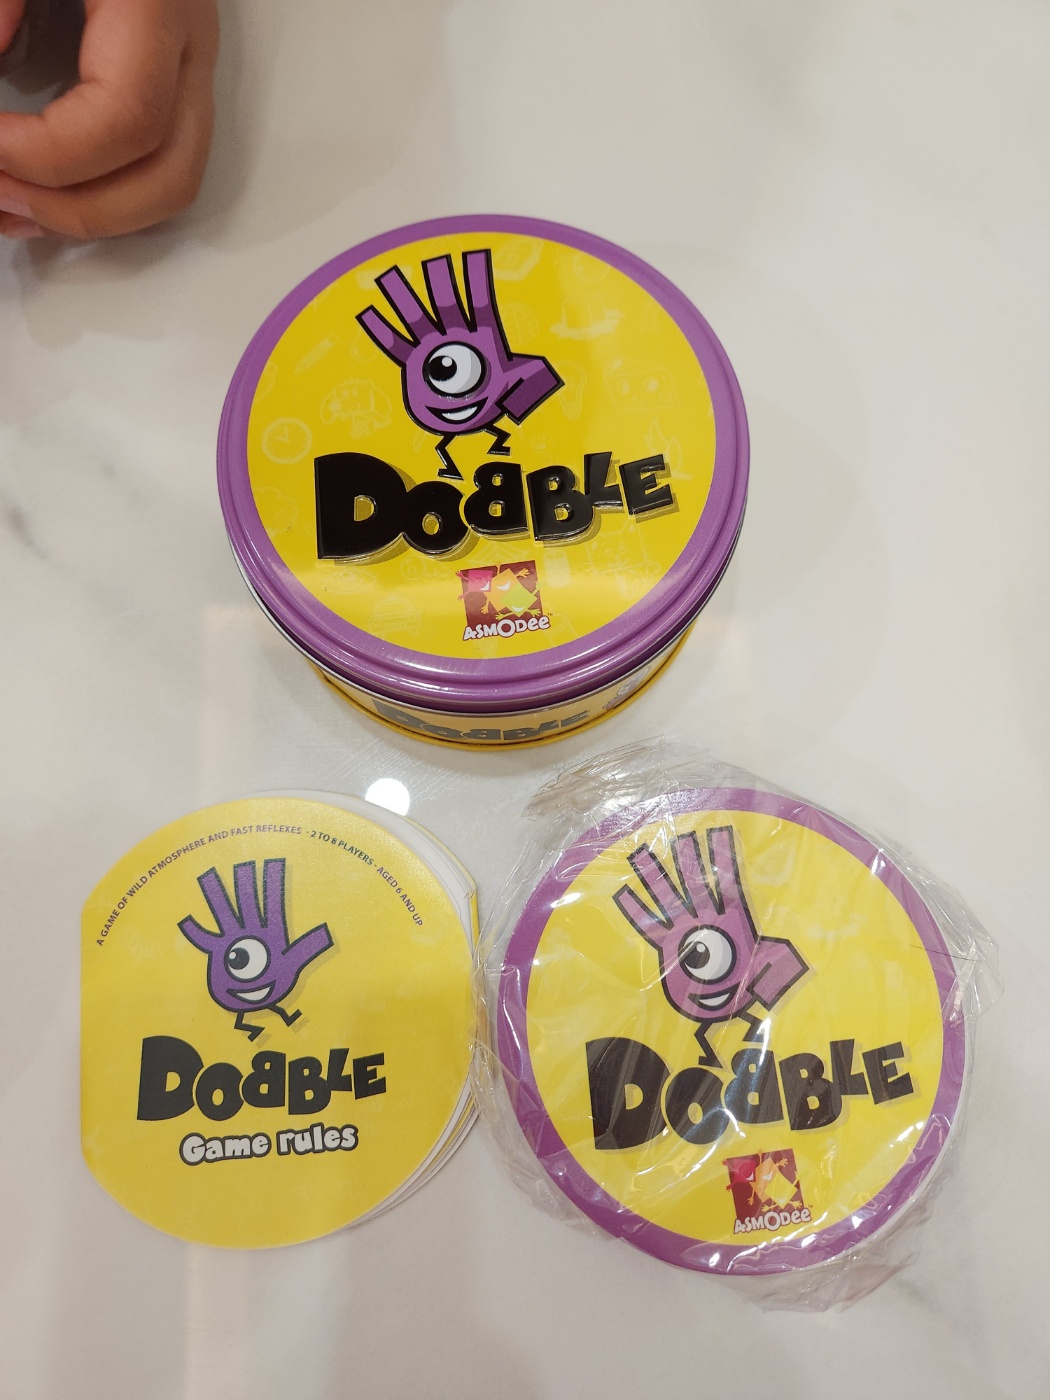 DOBBLE
ASMODee
DOBBLE
A GAME OF WILD ATMOSPHERE AND FAST REFLEXES - 2 TO 8 PLAYERS - AGED 6 AND UP
DOBBLE
Game rules
DOBBLE
ASMODee